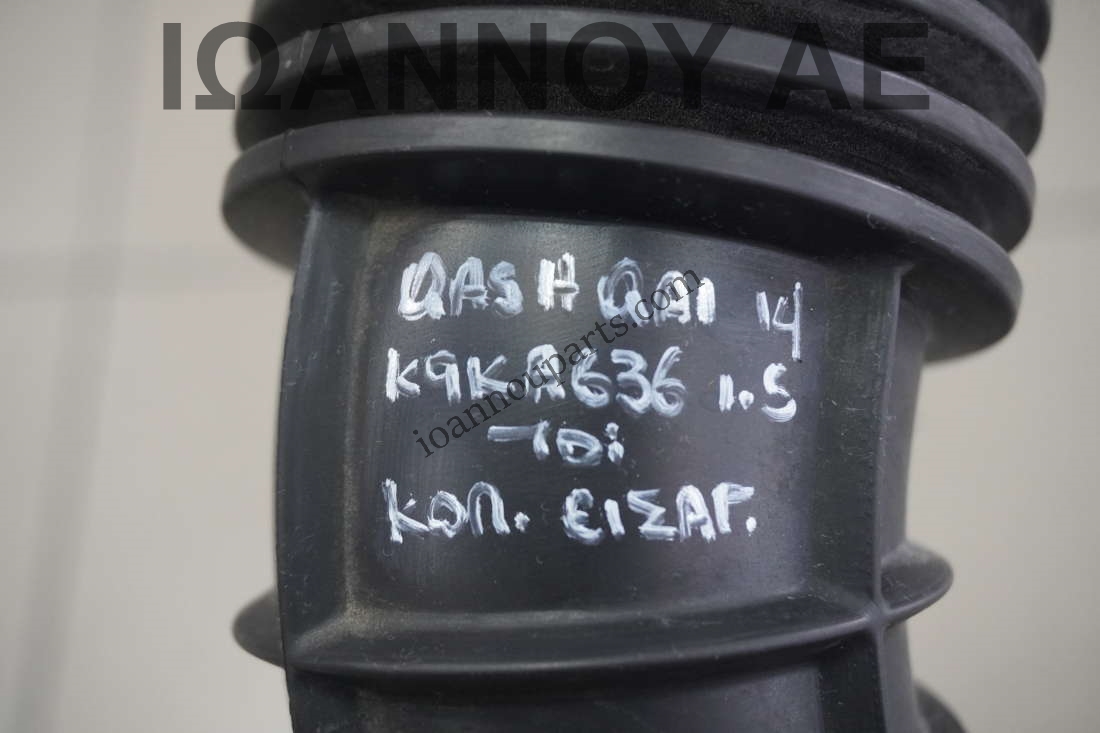 ΙΩΑΝΝΟΥ ΑΕ
QASHQAI 14
K9KA636 1.5
TDi
ΚΩΛ. ΕΙΣΑΓ.
ioannouparts.com